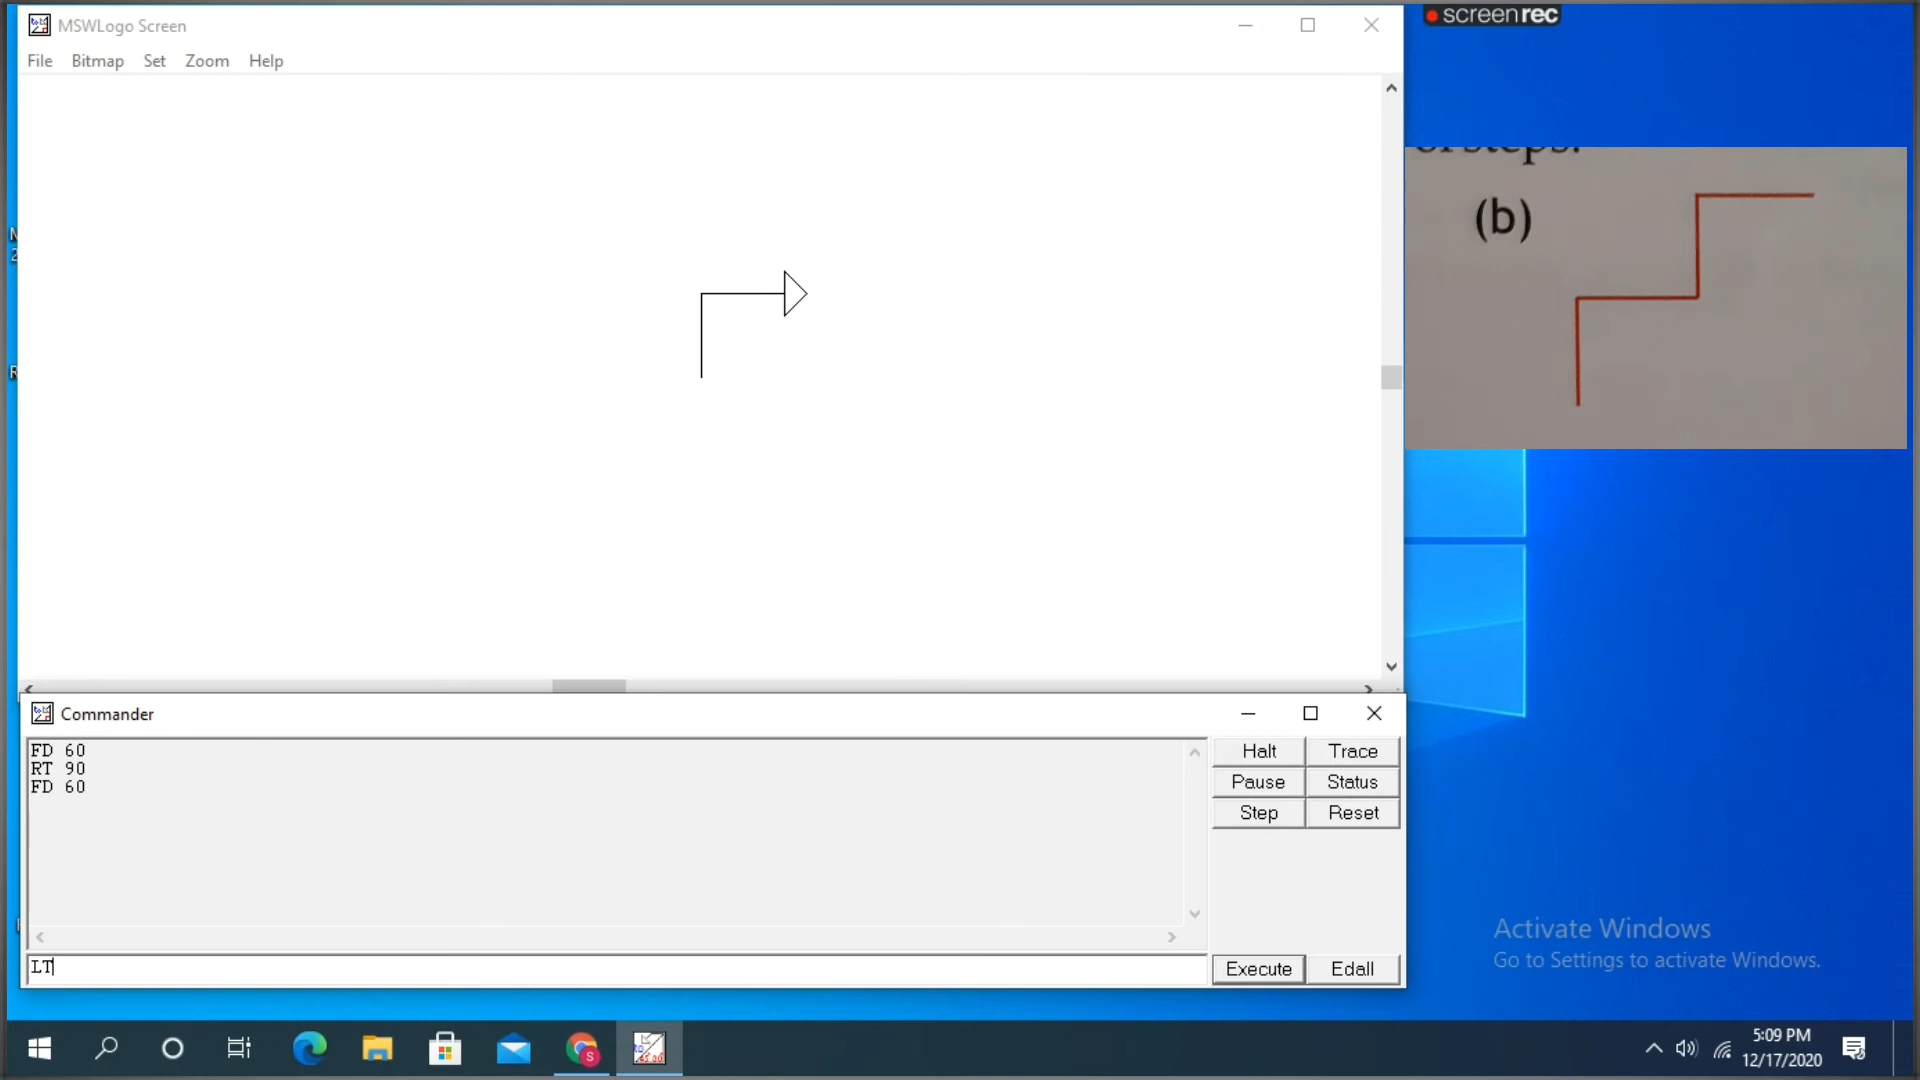 MSWLogo Screen
File Bitmap Set Zoom Help
screenrec
of steps.
(b)
Commander
FD 60
RT 90
FD 60
Halt Trace
Pause Status
Step Reset
LT
Execute Edall
Activate Windows
Go to Settings to activate Windows.
5:09 PM
12/17/2020